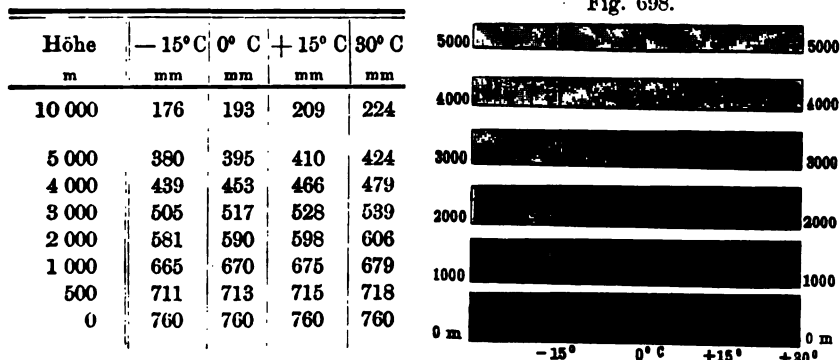 Höhe — 15° C 0° C + 15° C 30° C
m mm mm mm mm
10 000 176 193 209 224
5 000 380 395 410 424
4 000 439 453 466 479
3 000 505 517 528 539
2 000 581 590 598 606
1 000 665 670 675 679
500 711 713 715 718
0 760 760 760 760
Fig. 698.
5000 5000
4000 4000
3000 3000
2000 2000
1000 1000
0 m 0 m
—15° 0° C +15° +30°